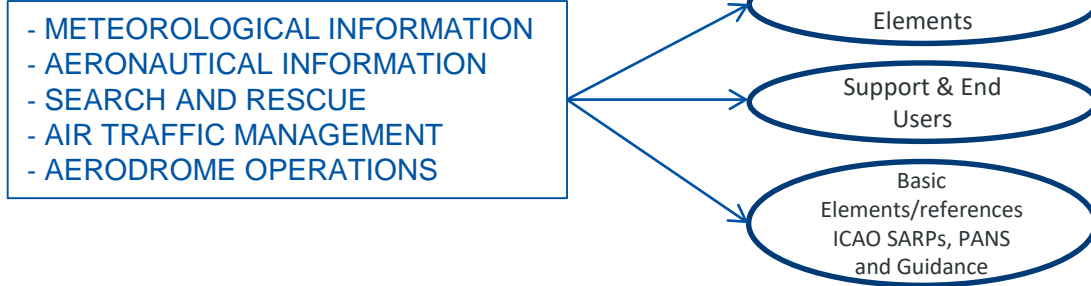 - METEOROLOGICAL INFORMATION
- AERONAUTICAL INFORMATION
- SEARCH AND RESCUE
- AIR TRAFFIC MANAGEMENT
- AERODROME OPERATIONS
Elements
Support & End
Users
Basic
Elements/references
ICAO SARPs, PANS
and Guidance